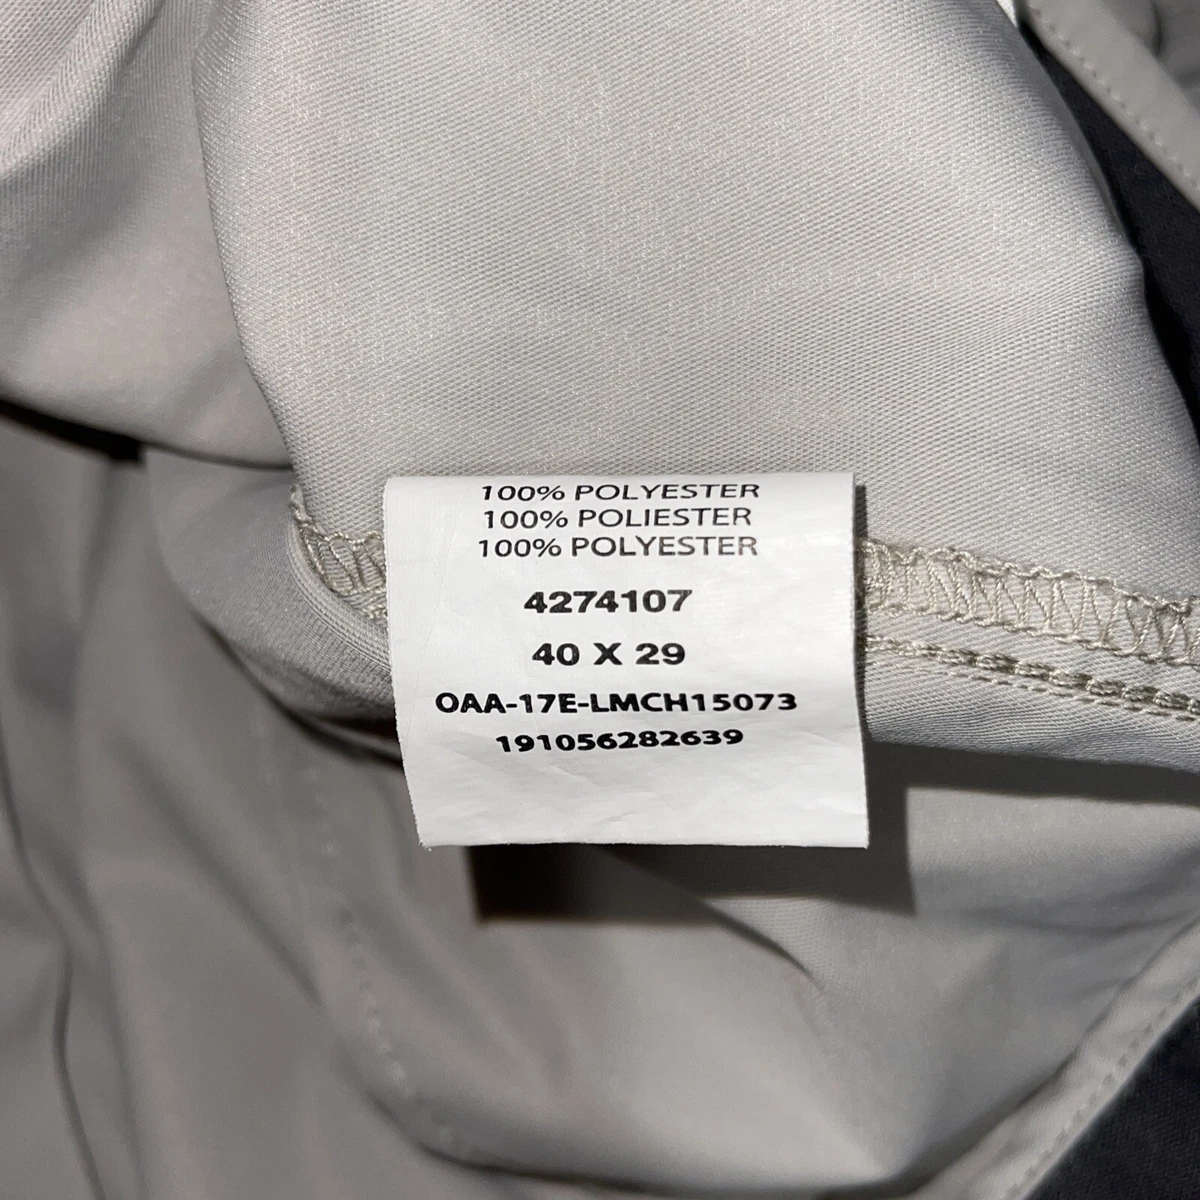 100% POLYESTER
100% POLIESTER
100% POLYESTER
4274107
40 X 29
OAA-17E-LMCH15073
191056282639